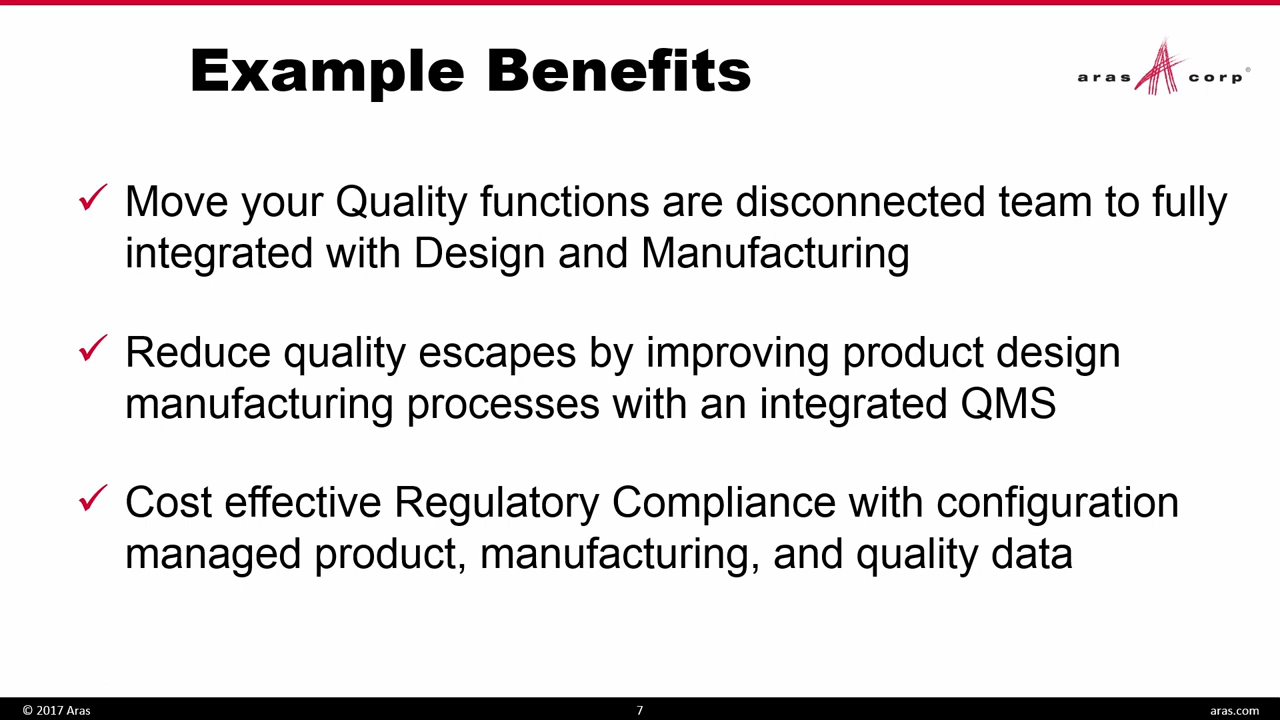 Example Benefits
aras corp®
✓ Move your Quality functions are disconnected team to fully
integrated with Design and Manufacturing
✓ Reduce quality escapes by improving product design
manufacturing processes with an integrated QMS
✓ Cost effective Regulatory Compliance with configuration
managed product, manufacturing, and quality data
© 2017 Aras
7
aras.com